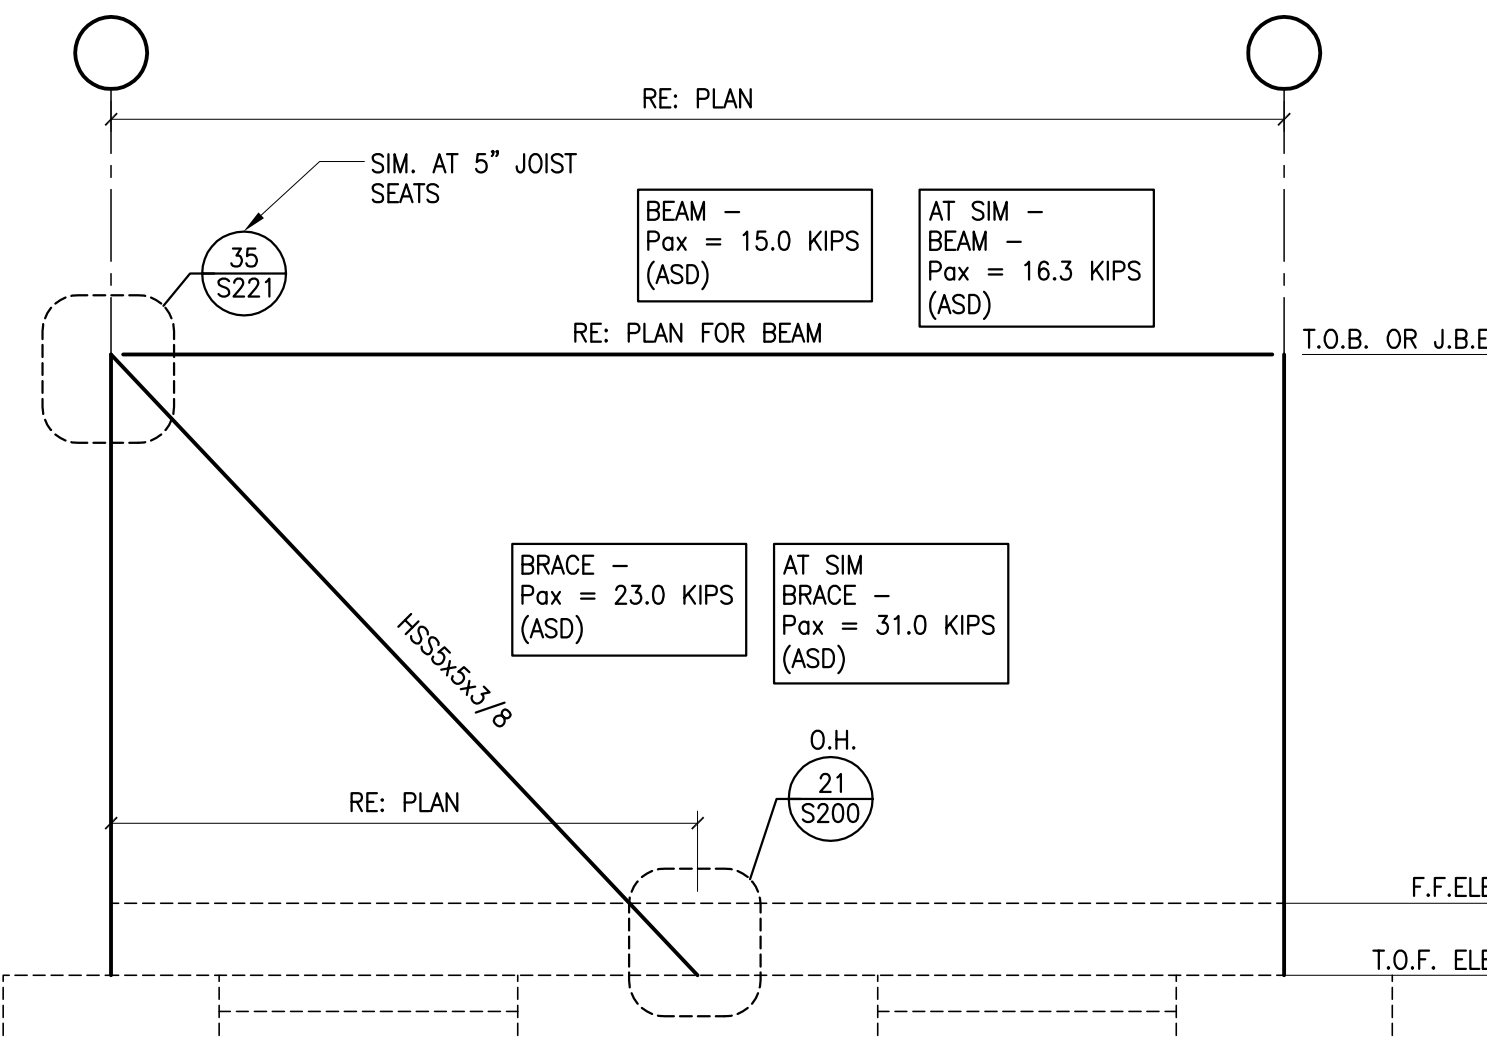 RE: PLAN
SIM. AT 5” JOIST
SEATS
35
S221
BEAM –
Pax = 15.0 KIPS
(ASD)
AT SIM –
BEAM –
Pax = 16.3 KIPS
(ASD)
RE: PLAN FOR BEAM
T.O.B. OR J.B.E
BRACE –
Pax = 23.0 KIPS
(ASD)
AT SIM
BRACE –
Pax = 31.0 KIPS
(ASD)
HSS5x5x3/8
O.H.
21
S200
RE: PLAN
F.F.ELE
T.O.F. ELE